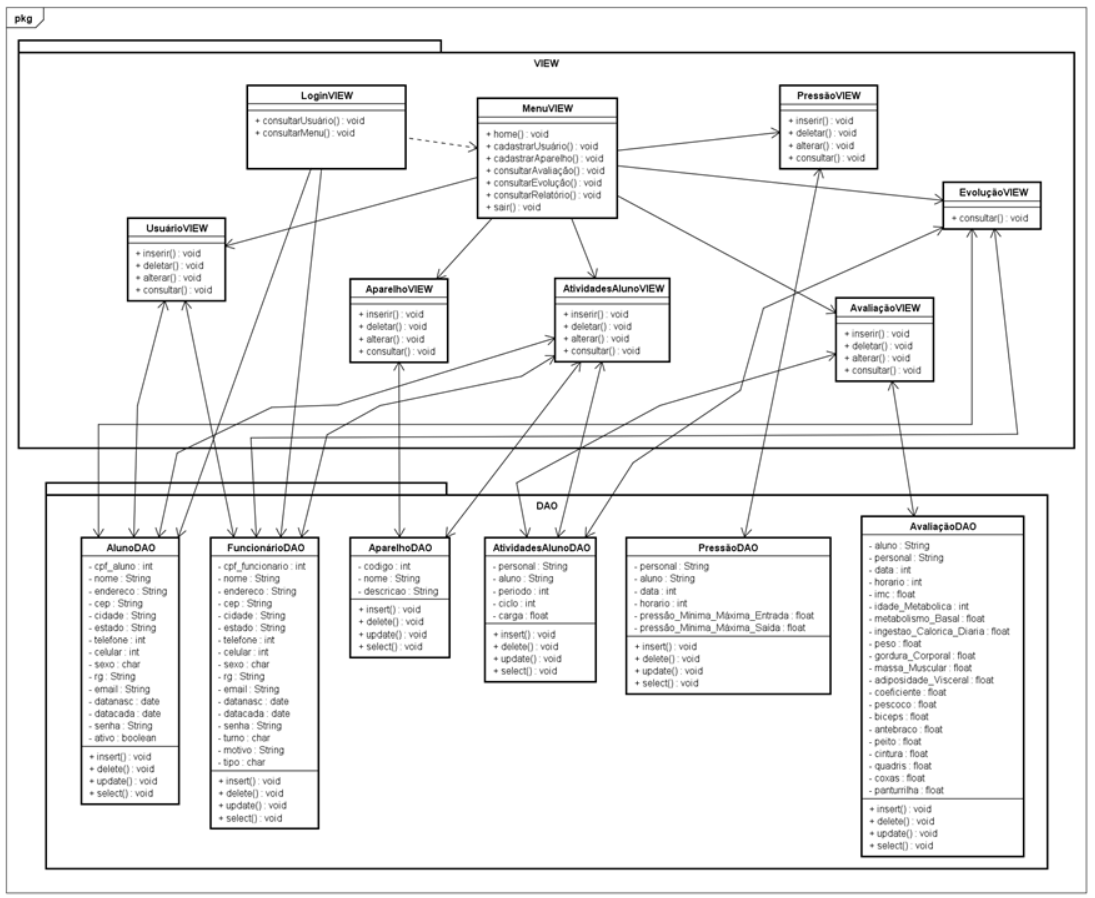 pkg
VIEW
LoginVIEW
+ consultarUsuário() : void
+ consultarMenu() : void
MenuVIEW
+ home() : void
+ cadastrarUsuário() : void
+ cadastrarAparelho() : void
+ consultarAvaliação() : void
+ consultarEvolução() : void
+ consultarRelatório() : void
+ sair() : void
PressãoVIEW
+ inserir() : void
+ deletar() : void
+ alterar() : void
+ consultar() : void
EvoluçãoVIEW
+ consultar() : void
UsuárioVIEW
+ inserir() : void
+ deletar() : void
+ alterar() : void
+ consultar() : void
AparelhoVIEW
+ inserir() : void
+ deletar() : void
+ alterar() : void
+ consultar() : void
AtividadesAlunoVIEW
+ inserir() : void
+ deletar() : void
+ alterar() : void
+ consultar() : void
AvaliaçãoVIEW
+ inserir() : void
+ deletar() : void
+ alterar() : void
+ consultar() : void
DAO
AlunoDAO
- cpf_aluno : int
- nome : String
- endereco : String
- cep : String
- cidade : String
- estado : String
- telefone : int
- celular : int
- sexo : char
- rg : String
- email : String
- datanasc : date
- datacada : date
- senha : String
- ativo : boolean
+ insert() : void
+ delete() : void
+ update() : void
+ select() : void
FuncionárioDAO
- cpf_funcionario : int
- nome : String
- endereco : String
- cep : String
- cidade : String
- estado : String
- telefone : int
- celular : int
- sexo : char
- rg : String
- email : String
- datanasc : date
- datacada : date
- senha : String
- turno : char
- motivo : String
- tipo : char
+ insert() : void
+ delete() : void
+ update() : void
+ select() : void
AparelhoDAO
- codigo : int
- nome : String
- descricao : String
+ insert() : void
+ delete() : void
+ update() : void
+ select() : void
AtividadesAlunoDAO
- personal : String
- aluno : String
- periodo : int
- ciclo : int
- carga : float
+ insert() : void
+ delete() : void
+ update() : void
+ select() : void
PressãoDAO
- personal : String
- aluno : String
- data : int
- horario : int
- pressão_Mínima_Máxima_Entrada : float
- pressão_Mínima_Máxima_Saída : float
+ insert() : void
+ delete() : void
+ update() : void
+ select() : void
AvaliaçãoDAO
- aluno : String
- personal : String
- data : int
- horario : int
- imc : float
- idade_Metabolica : int
- metabolismo_Basal : float
- ingestao_Calorica_Diaria : float
- peso : float
- gordura_Corporal : float
- massa_Muscular : float
- adiposidade_Visceral : float
- coeficiente : float
- pescoco : float
- biceps : float
- antebraco : float
- peito : float
- cintura : float
- quadris : float
- coxas : float
- panturrilha : float
+ insert() : void
+ delete() : void
+ update() : void
+ select() : void